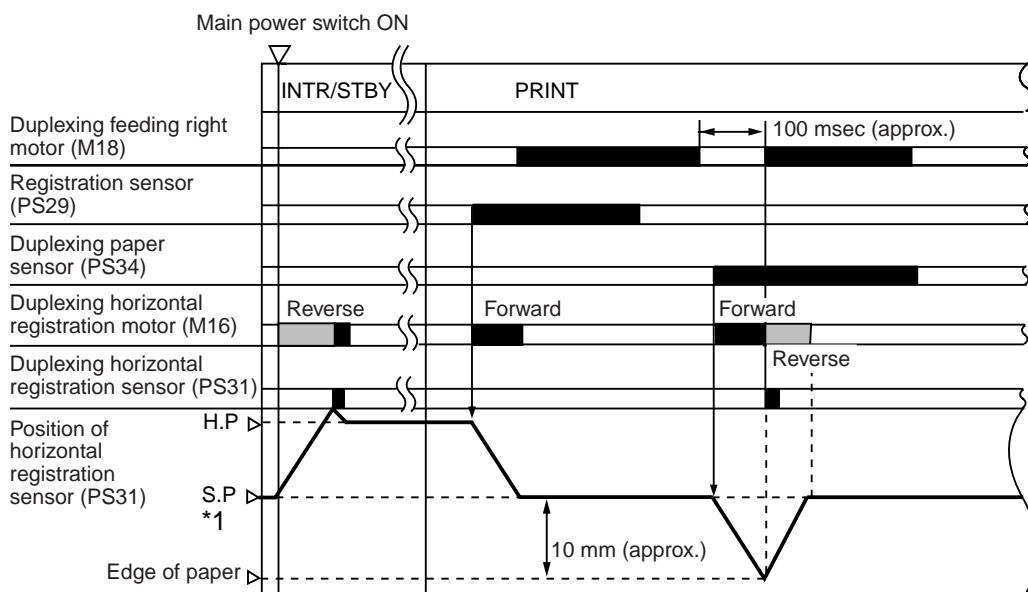 Main power switch ON
INTR/STBY
PRINT
Duplexing feeding right
motor (M18)
100 msec (approx.)
Registration sensor
(PS29)
Duplexing paper
sensor (PS34)
Duplexing horizontal
registration motor (M16)
Reverse
Forward
Forward
Reverse
Duplexing horizontal
registration sensor (PS31)
Position of
horizontal
registration
sensor (PS31)
H.P
S.P
*1
10 mm (approx.)
Edge of paper